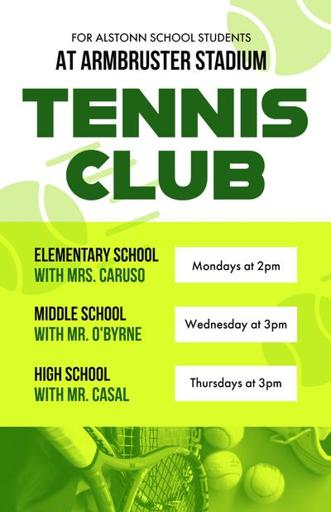 FOR ALSTONN SCHOOL STUDENTS
AT ARMBRUSTER STADIUM
TENNIS
CLUB
ELEMENTARY SCHOOL
WITH MRS. CARUSO
Mondays at 2pm
MIDDLE SCHOOL
WITH MR. O'BYRNE
Wednesday at 3pm
HIGH SCHOOL
WITH MR. CASAL
Thursdays at 3pm